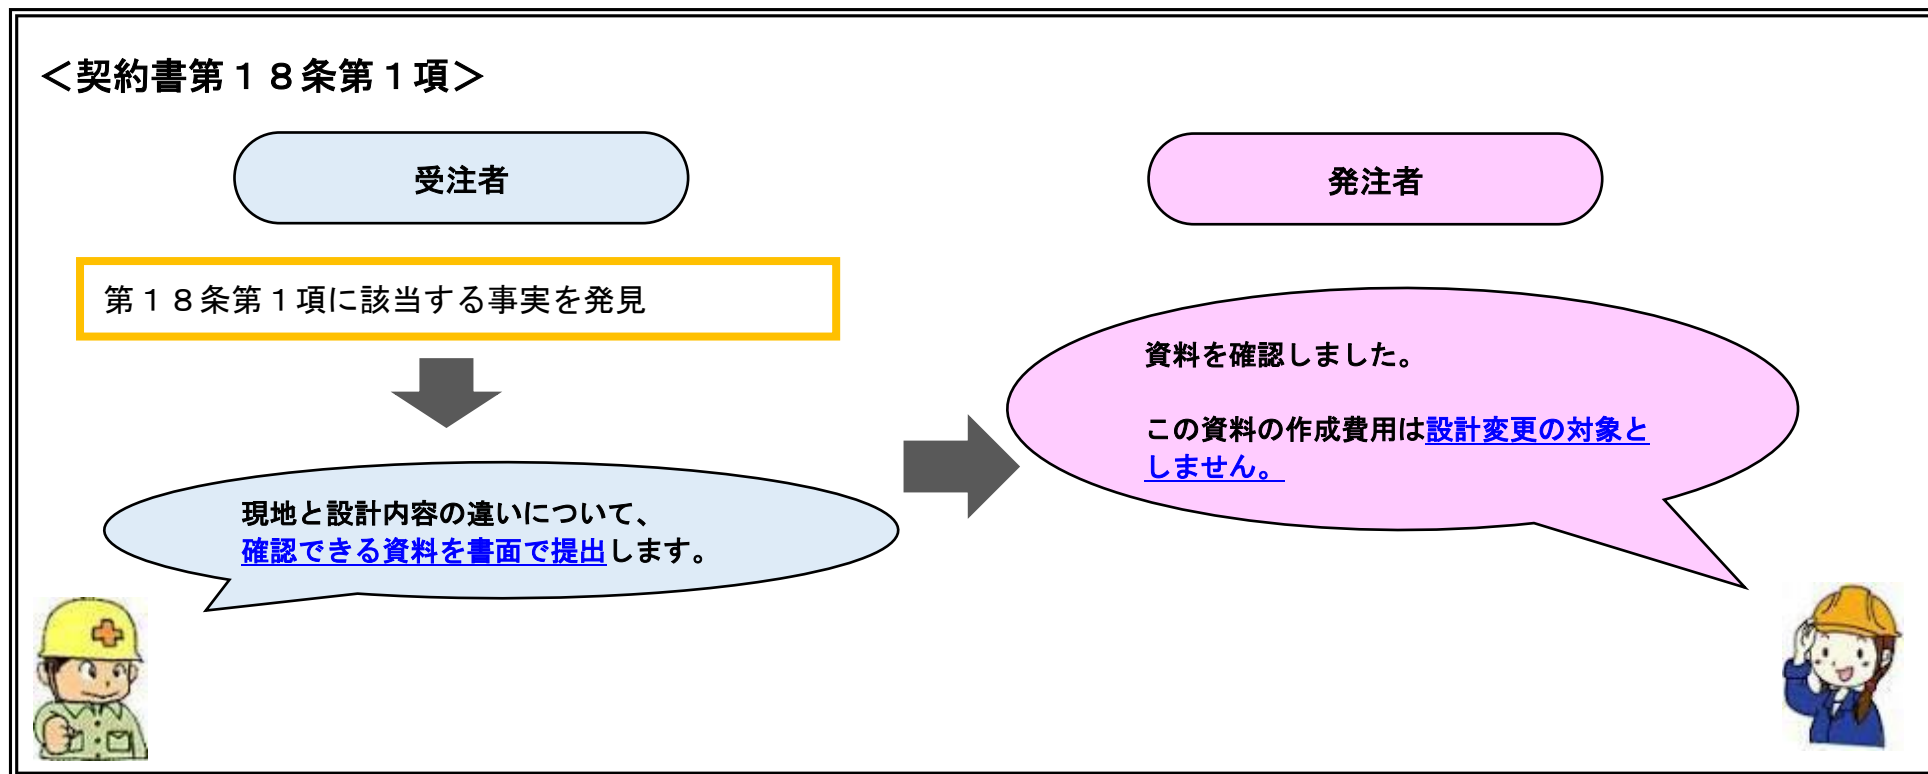 ＜契約書第１８条第１項＞
受注者
発注者
第１８条第１項に該当する事実を発見
現地と設計内容の違いについて、
確認できる資料を書面で提出します。
資料を確認しました。
この資料の作成費用は設計変更の対象と
しません。